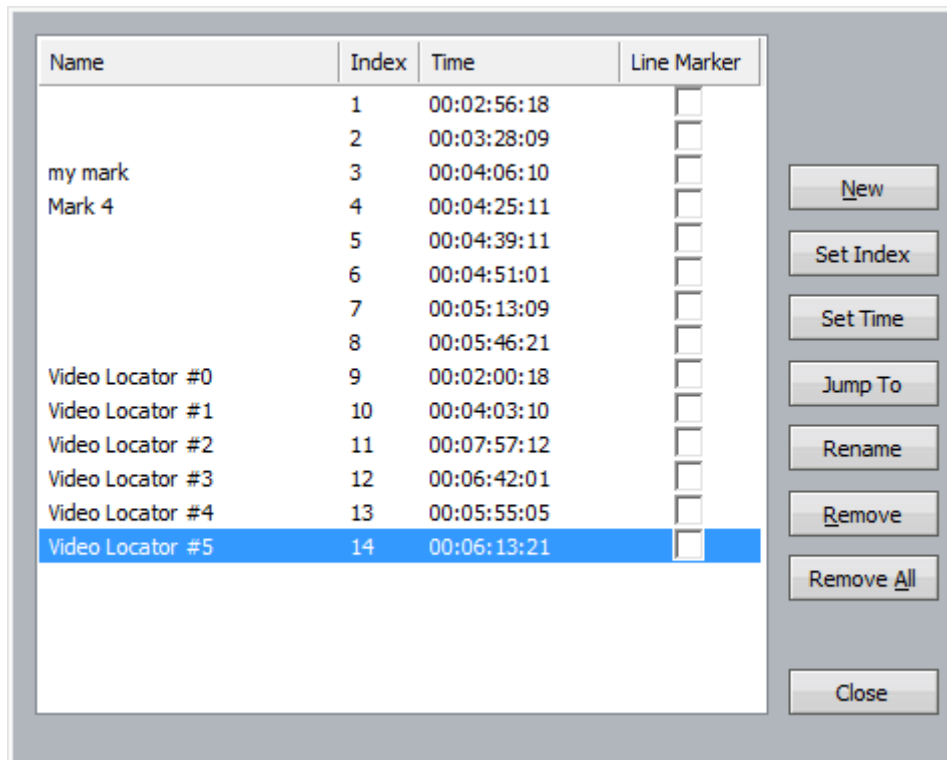 Name Index Time Line Marker
1 00:02:56:18
2 00:03:28:09
my mark 3 00:04:06:10
Mark 4 4 00:04:25:11
5 00:04:39:11
6 00:04:51:01
7 00:05:13:09
8 00:05:46:21
Video Locator #0 9 00:02:00:18
Video Locator #1 10 00:04:03:10
Video Locator #2 11 00:07:57:12
Video Locator #3 12 00:06:42:01
Video Locator #4 13 00:05:55:05
Video Locator #5 14 00:06:13:21
New
Set Index
Set Time
Jump To
Rename
Remove
Remove All
Close